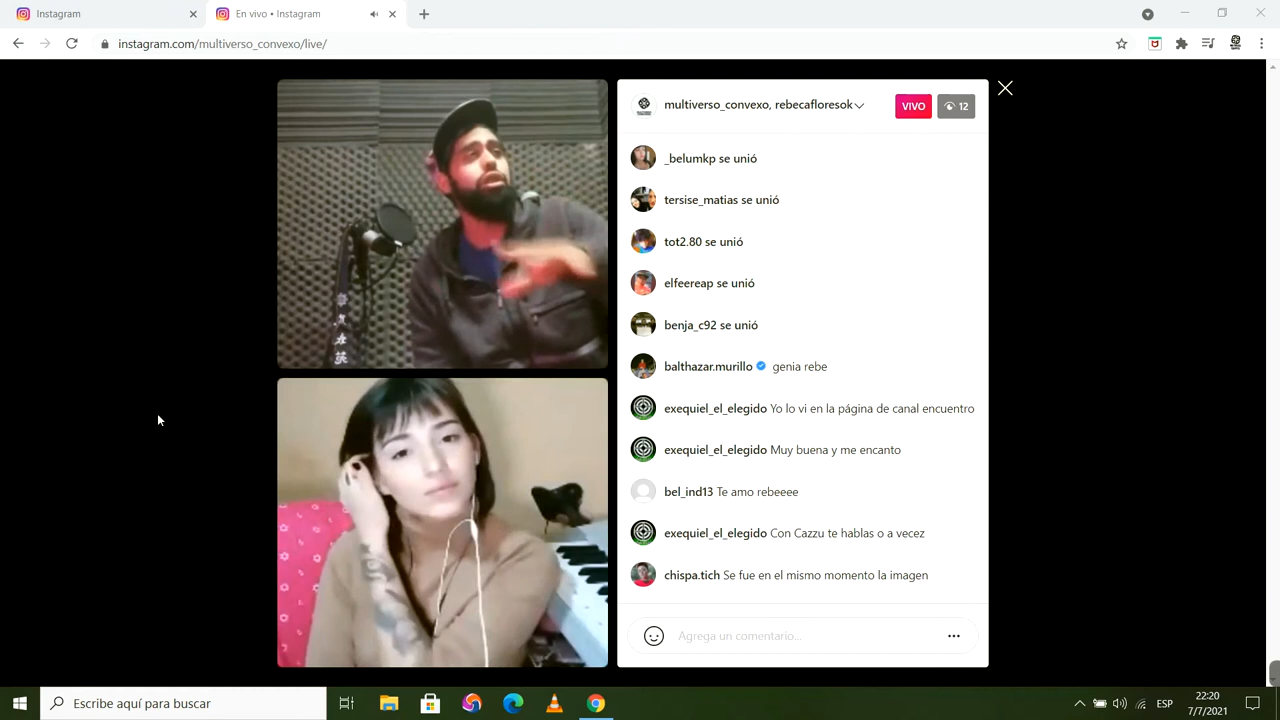 Instagram
En vivo • Instagram
instagram.com/multiverso_convexo/live/
multiverso_convexo, rebecafloresok
VIVO
12
_belumkp se unió
tersise_matias se unió
tot2.80 se unió
elfeereap se unió
benja_c92 se unió
balthazar.murillo genia rebe
exequiel_el_elegido Yo lo vi en la página de canal encuentro
exequiel_el_elegido Muy buena y me encanto
bel_ind13 Te amo rebeeee
exequiel_el_elegido Con Cazzu te hablas o a vecez
chispa.tich Se fue en el mismo momento la imagen
Agrega un comentario...
Escribe aquí para buscar
ESP
22:20
7/7/2021